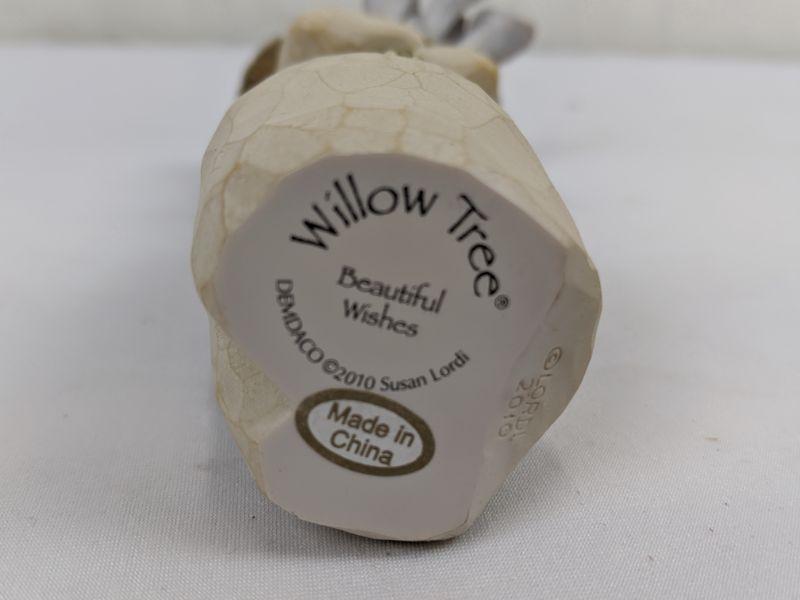 Willow Tree®
Beautiful
Wishes
DEMDACO ©2010 Susan Lordi
Made in
China
©LORDI
2010